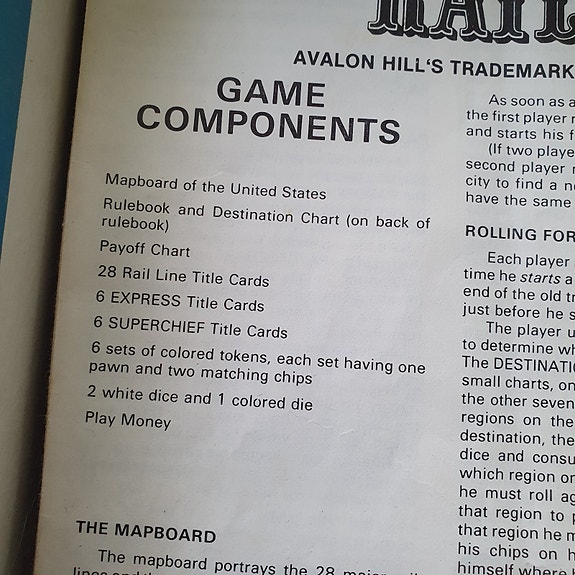 AVALON HILL'S TRADEMARK
GAME
COMPONENTS
Mapboard of the United States
Rulebook and Destination Chart (on back of
rulebook)
Payoff Chart
28 Rail Line Title Cards
6 EXPRESS Title Cards
6 SUPERCHIEF Title Cards
6 sets of colored tokens, each set having one
pawn and two matching chips
2 white dice and 1 colored die
Play Money
THE MAPBOARD
The mapboard portrays the 28 major
lines and the
As soon as a
the first player
and starts his
(If two
second player
city to find a
have the same
ROLLING FOR
Each player
time he starts a
end of the old
just before he
The player
to determine
The
small charts,
the other seven
regions on the
destination, the
dice and
which region
he must roll
that region to
that region he
his chips on
himself where